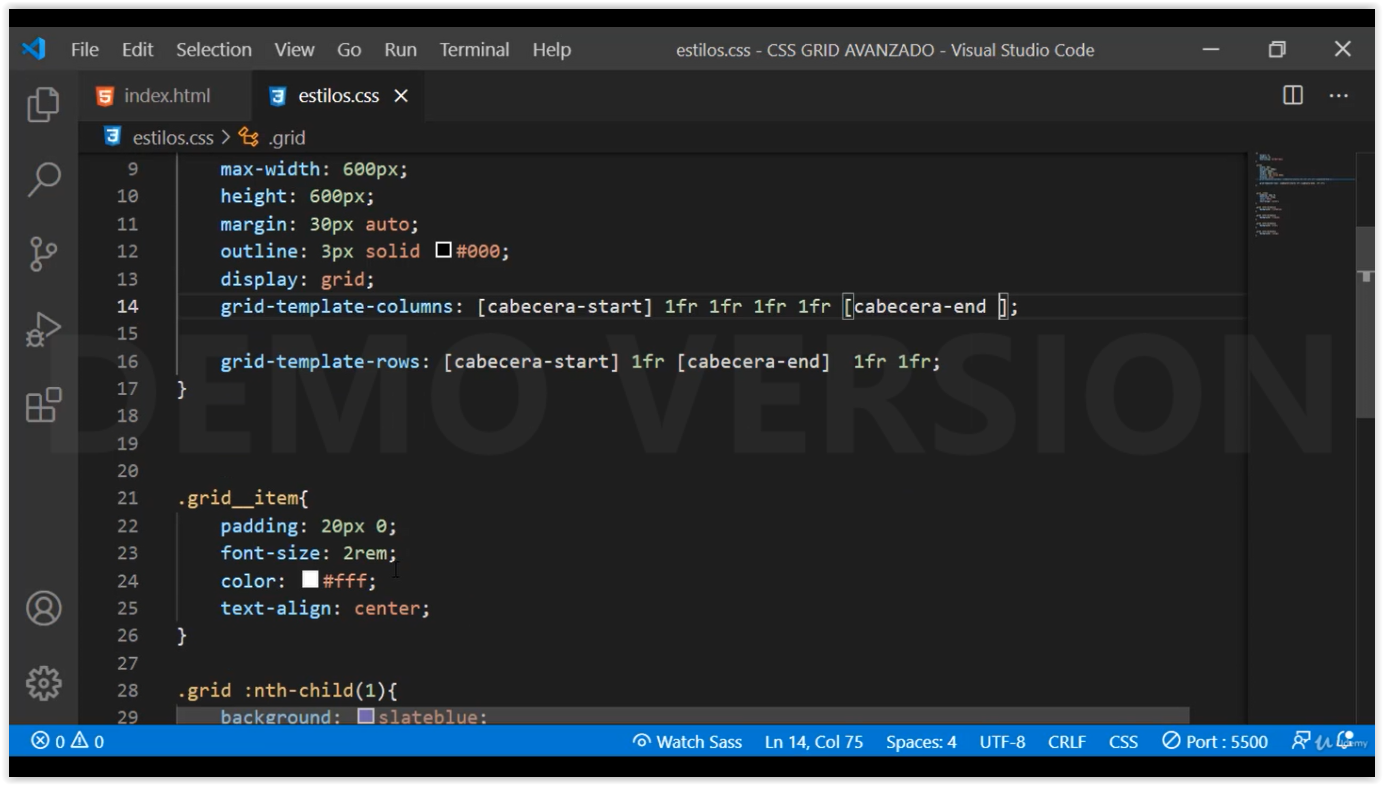 File Edit Selection View Go Run Terminal Help estilos.css - CSS GRID AVANZADO - Visual Studio Code
index.html estilos.css
estilos.css > .grid
9 max-width: 600px;
10 height: 600px;
11 margin: 30px auto;
12 outline: 3px solid #000;
13 display: grid;
14 grid-template-columns: [cabecera-start] 1fr 1fr 1fr 1fr [cabecera-end ];
15
16 grid-template-rows: [cabecera-start] 1fr [cabecera-end]  1fr 1fr;
17 }
18
19
20
21 .grid__item{
22 padding: 20px 0;
23 font-size: 2rem;
24 color: #fff;
25 text-align: center;
26 }
27
28 .grid :nth-child(1){
29 background: slateblue;
DEMO VERSION
0 0 Watch Sass Ln 14, Col 75 Spaces: 4 UTF-8 CRLF CSS Port : 5500